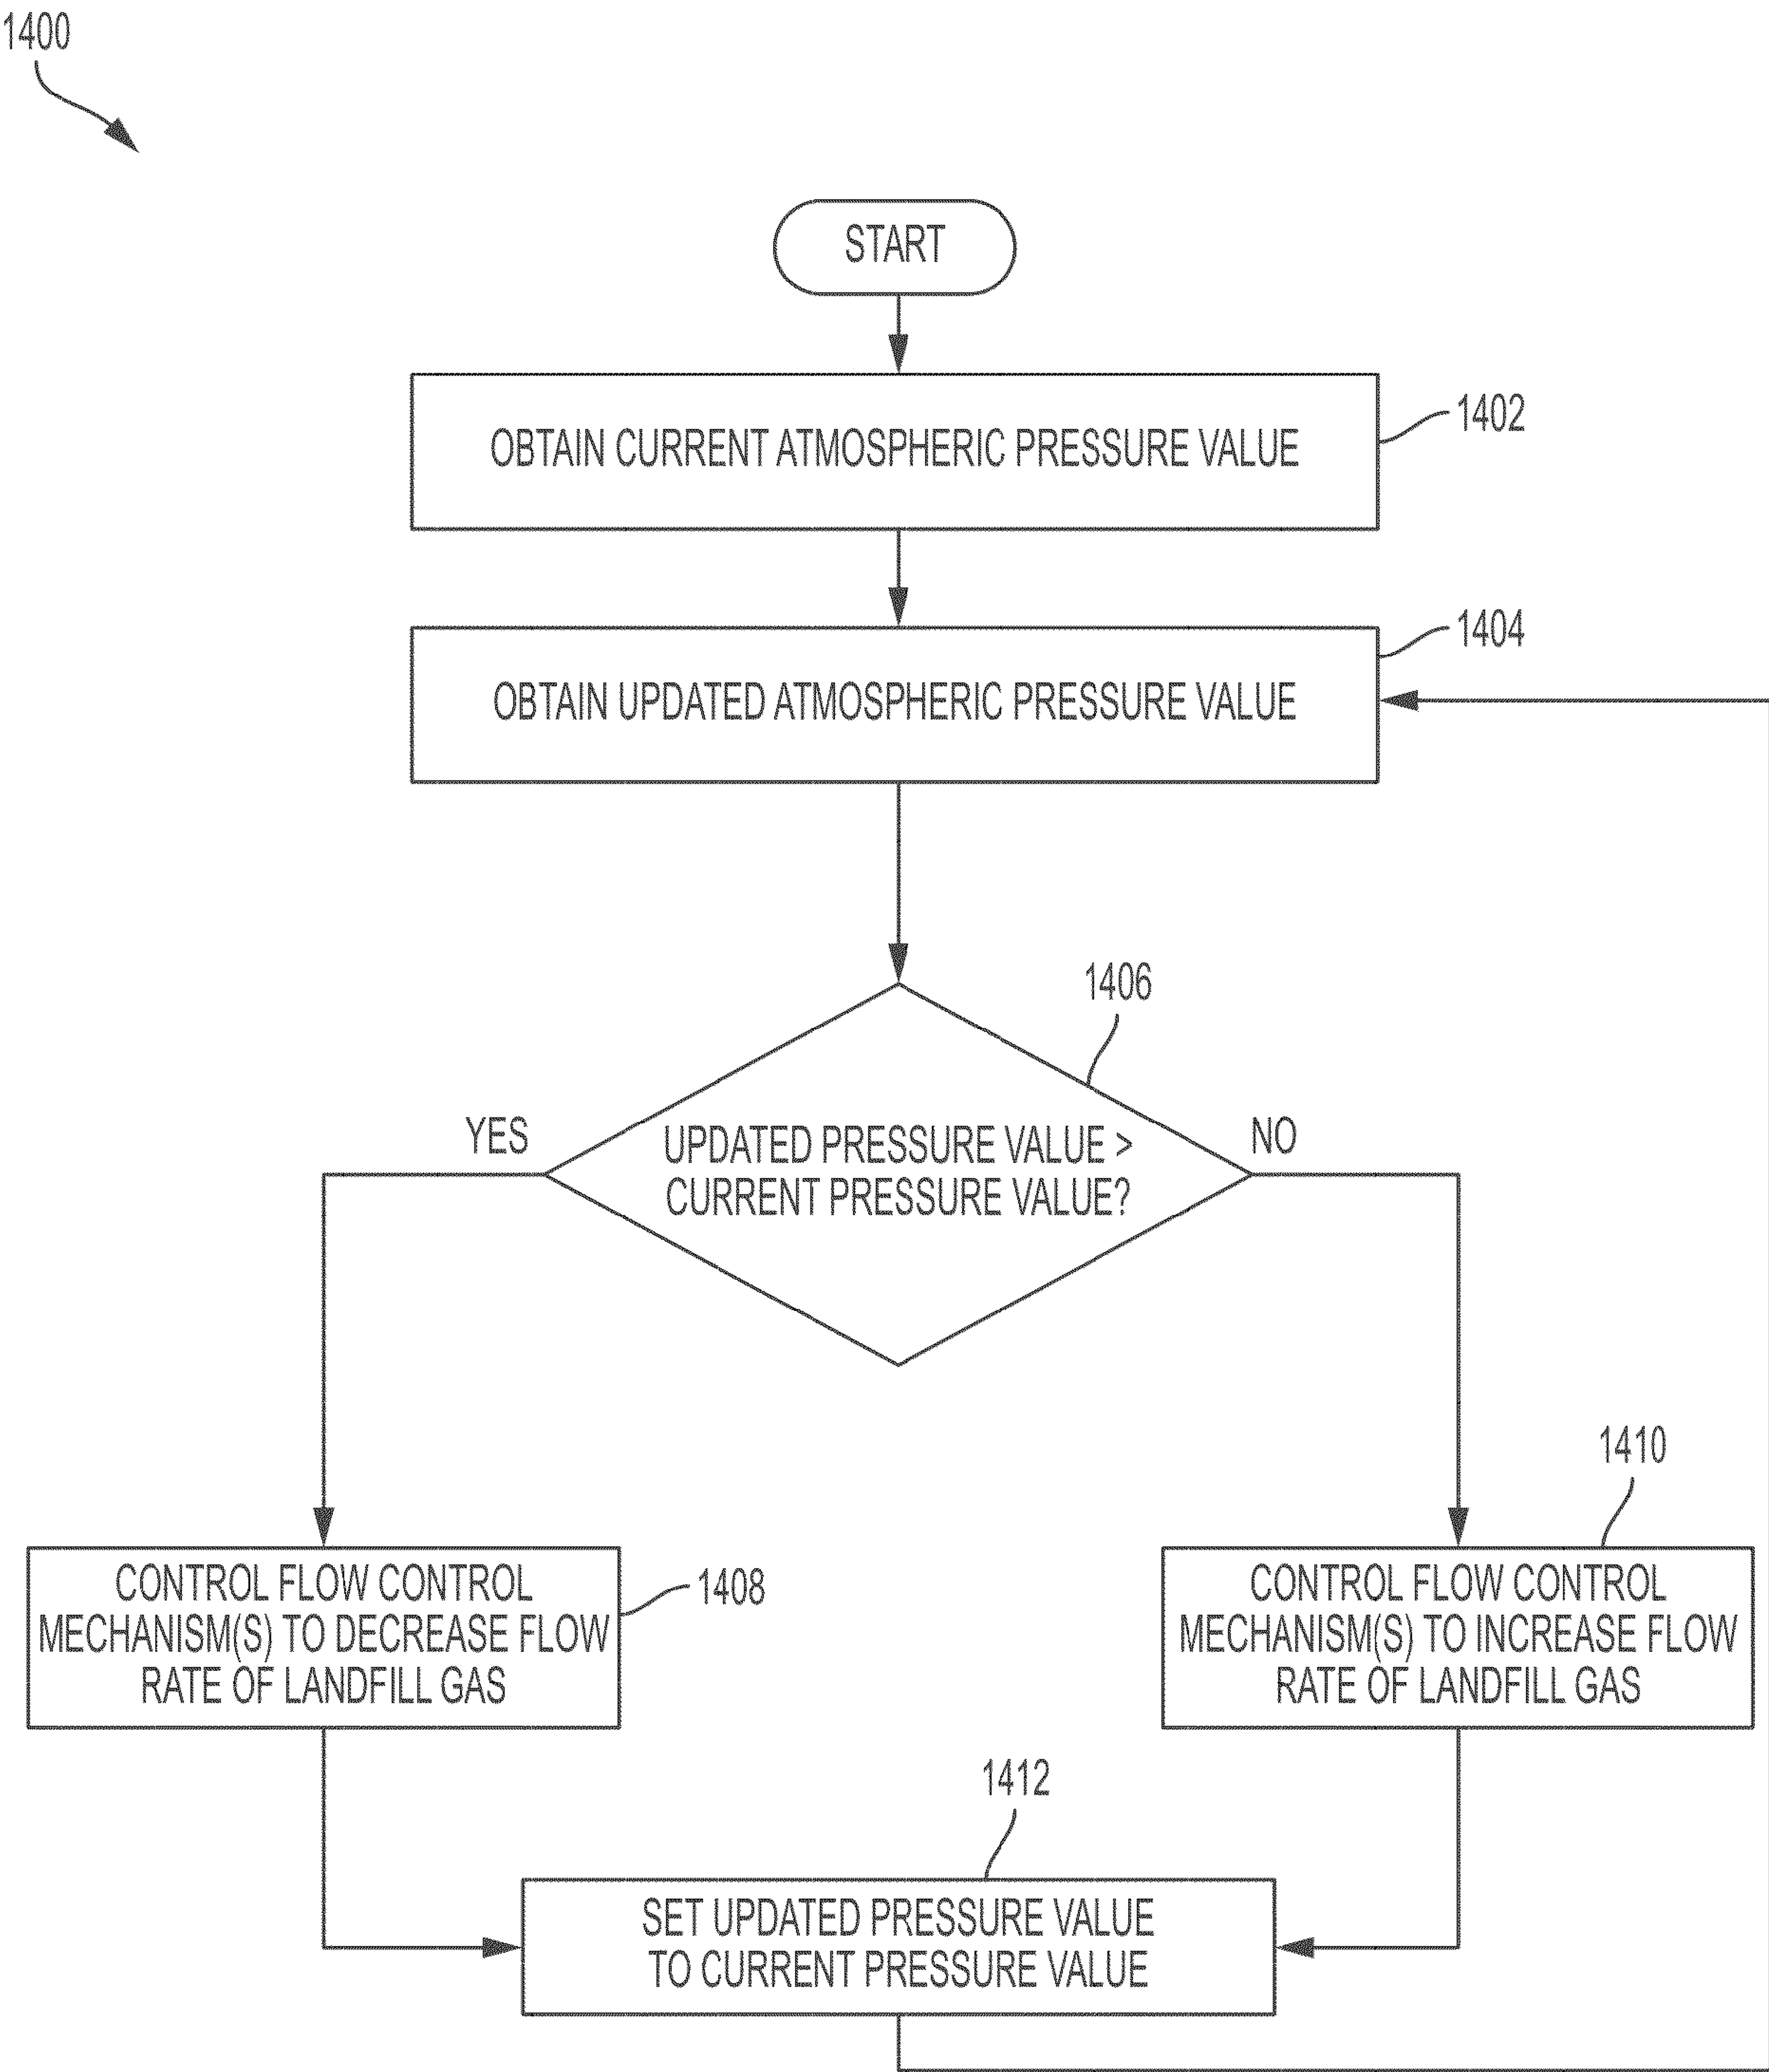 1400
START
OBTAIN CURRENT ATMOSPHERIC PRESSURE VALUE
1402
OBTAIN UPDATED ATMOSPHERIC PRESSURE VALUE
1404
1406
YES
UPDATED PRESSURE VALUE >
CURRENT PRESSURE VALUE?
NO
CONTROL FLOW CONTROL
MECHANISM(S) TO DECREASE FLOW
RATE OF LANDFILL GAS
1408
1410
CONTROL FLOW CONTROL
MECHANISM(S) TO INCREASE FLOW
RATE OF LANDFILL GAS
1412
SET UPDATED PRESSURE VALUE
TO CURRENT PRESSURE VALUE